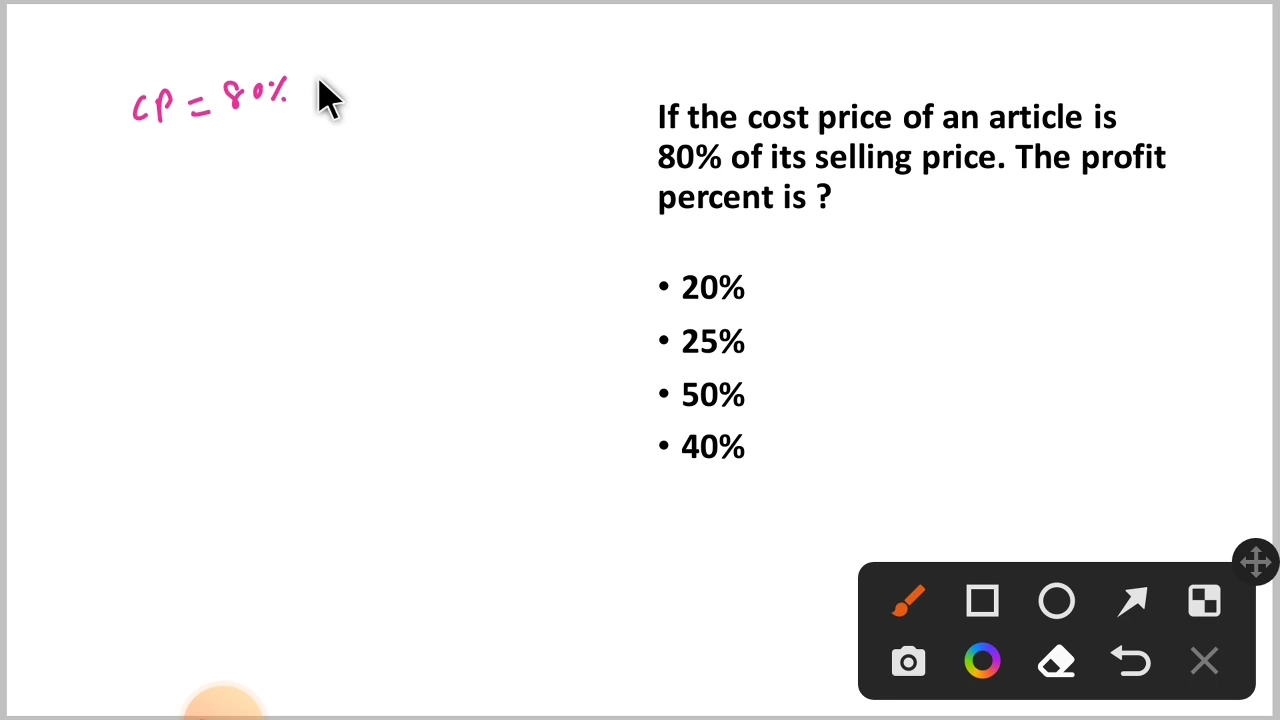 CP = 80%
If the cost price of an article is
80% of its selling price. The profit
percent is ?
• 20%
• 25%
• 50%
• 40%